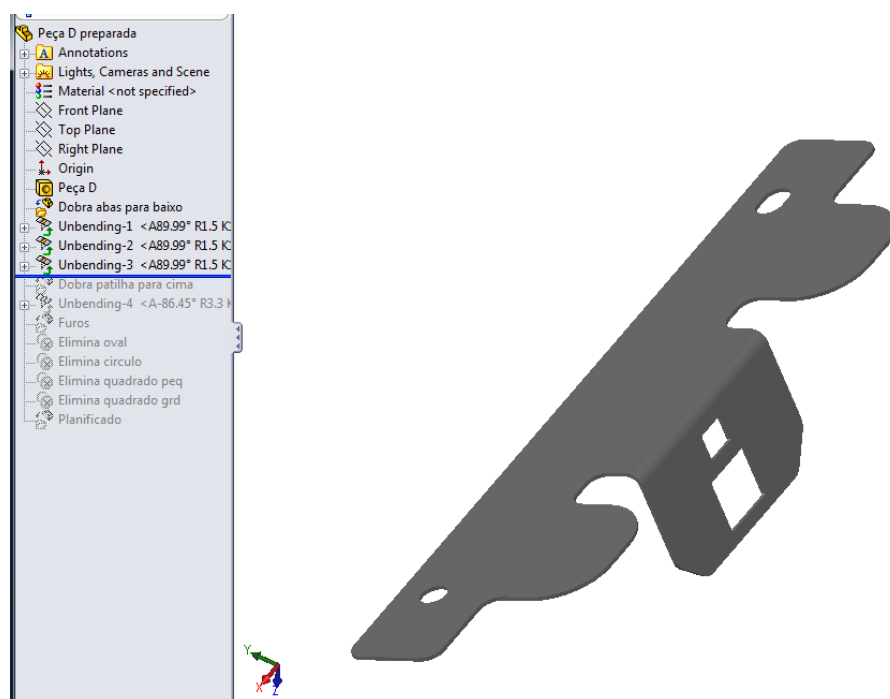 Peça D preparada
Annotations
Lights, Cameras and Scene
Material <not specified>
Front Plane
Top Plane
Right Plane
Origin
Peça D
Dobra abas para baixo
Unbending-1 <A89.99° R1.5 K
Unbending-2 <A89.99° R1.5 K
Unbending-3 <A89.99° R1.5 K
Dobra patilha para cima
Unbending-4 <A-86.45° R3.3 K
Furos
Elimina oval
Elimina circulo
Elimina quadrado peq
Elimina quadrado grd
Planificado
Y
X
Z